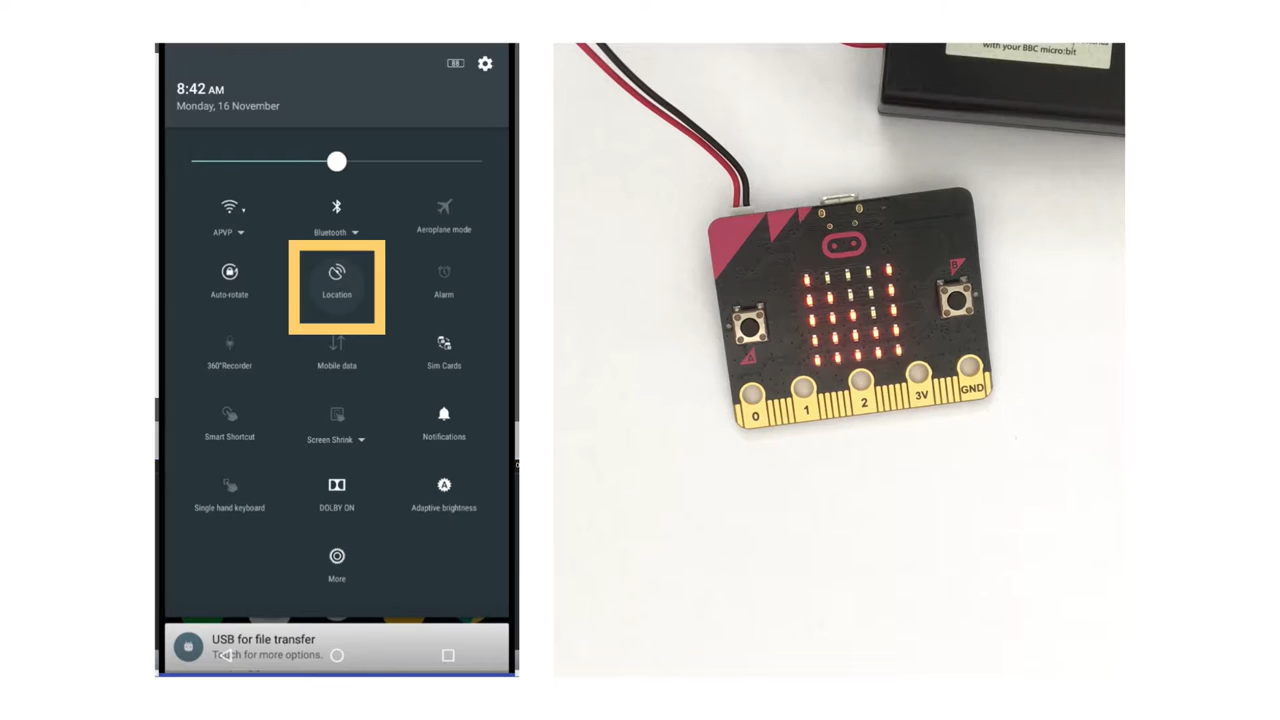 88
8:42 AM
Monday, 16 November
APVP
Bluetooth
Aeroplane mode
Auto-rotate
Location
Alarm
360°Recorder
Mobile data
Sim Cards
Smart Shortcut
Screen Shrink
Notifications
Single hand keyboard
DOLBY ON
Adaptive brightness
More
USB for file transfer
Touch for more options.
with your BBC micro:bit
B
A
0 1 2 3V GND